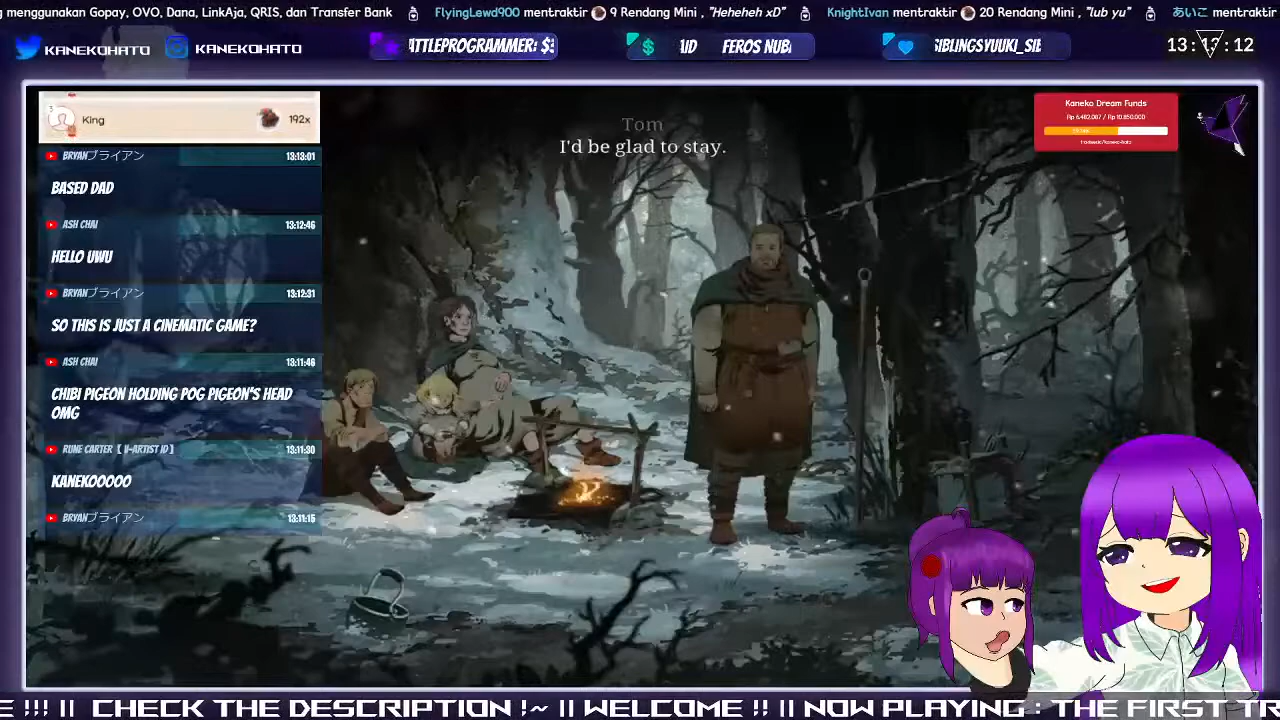 menggunakan Gopay, OVO, Dana, LinkAja, QRIS, dan Transfer Bank FlyingLewd900 mentraktir 9 Rendang Mini , "Heheheh xD" KnightIvan mentraktir 20 Rendang Mini , "lub yu" あいこ mentraktir
KANEKOHATO KANEKOHATO ITTLEPROGRAMMER: $ FEROS NUB SIBLINGSYUUKI_SIB 12
King 192x
Kaneko Dream Funds
Tom
I'd be glad to stay.
BRYANブライアン 13:13:01
BASED DAD
ASH CHAI 13:12:46
HELLO UWU
BRYANブライアン 13:12:31
SO THIS IS JUST A CINEMATIC GAME?
ASH CHAI 13:11:46
CHIBI PIGEON HOLDING POG PIGEON'S HEAD
OMG
RUNE CARTER【 V-ARTIST ID 】 13:11:30
KANEKOOOOO
BRYANブライアン 13:11:15
E !!! || CHECK THE DESCRIPTION !~ || WELCOME !! || NOW PLAYING : THE FIRST TR